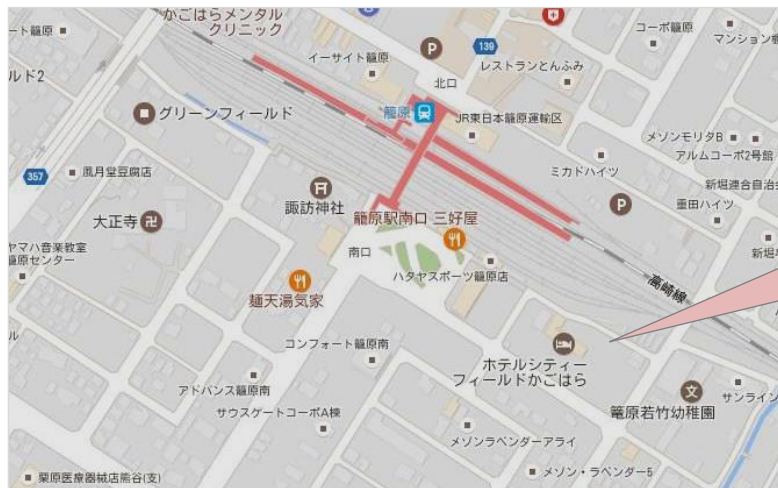 かごはらメンタル
クリニック
ート籠原
イーサイト籠原
P
139
コーポ籠原
マンション
レストランとんふみ
北口
ルド2
グリーンフィールド
籠原
JR東日本籠原運輸区
メゾンモリタB
アルムコーポ2号館
ミカドハイツ
357
風月堂豆腐店
新堀連合自治会
諏訪神社
P
重田ハイツ
大正寺
籠原駅南口 三好屋
ヤマハ音楽教室
籠原センター
南口
新堀
ハタヤスポーツ籠原店
高崎線
麺天湯気家
コンフォート籠原南
ホテルシティー
フィールドかごはら
ル
アドバンス籠原南
文
サンライン
サウスゲートコーポA棟
篭原若竹幼稚園
メゾンラベンダーアライ
栗原医療器械店熊谷(支)
メゾン・ラベンダー5